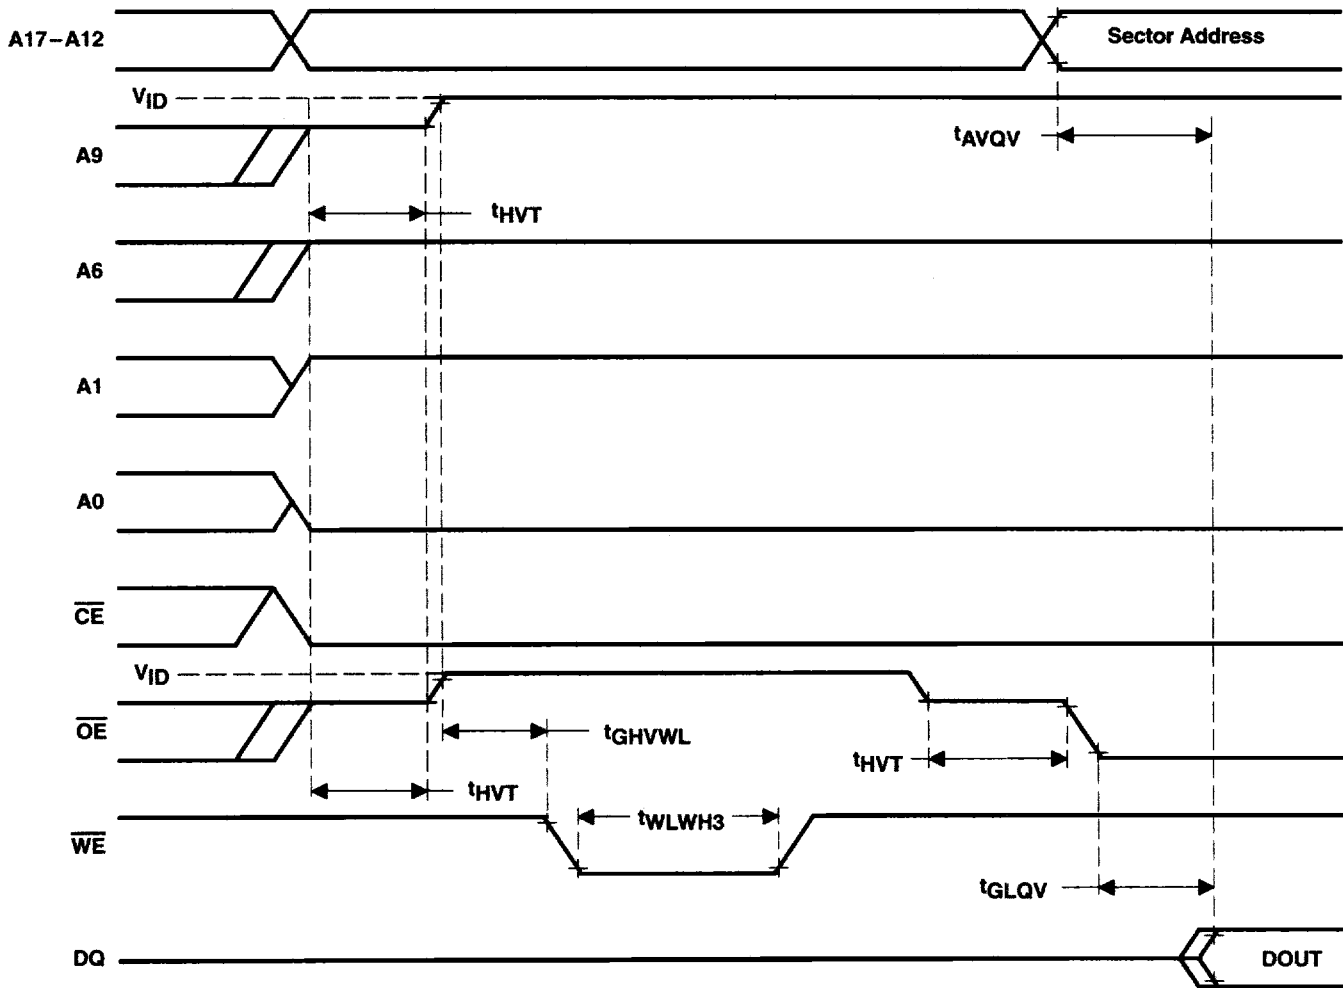 A17–A12
Sector Address
VID
tAVQV
A9
tHVT
A6
A1
A0
CE
VID
OE
tGHVWL
tHVT
tHVT
WE
tWLWH3
tGLQV
DQ
DOUT